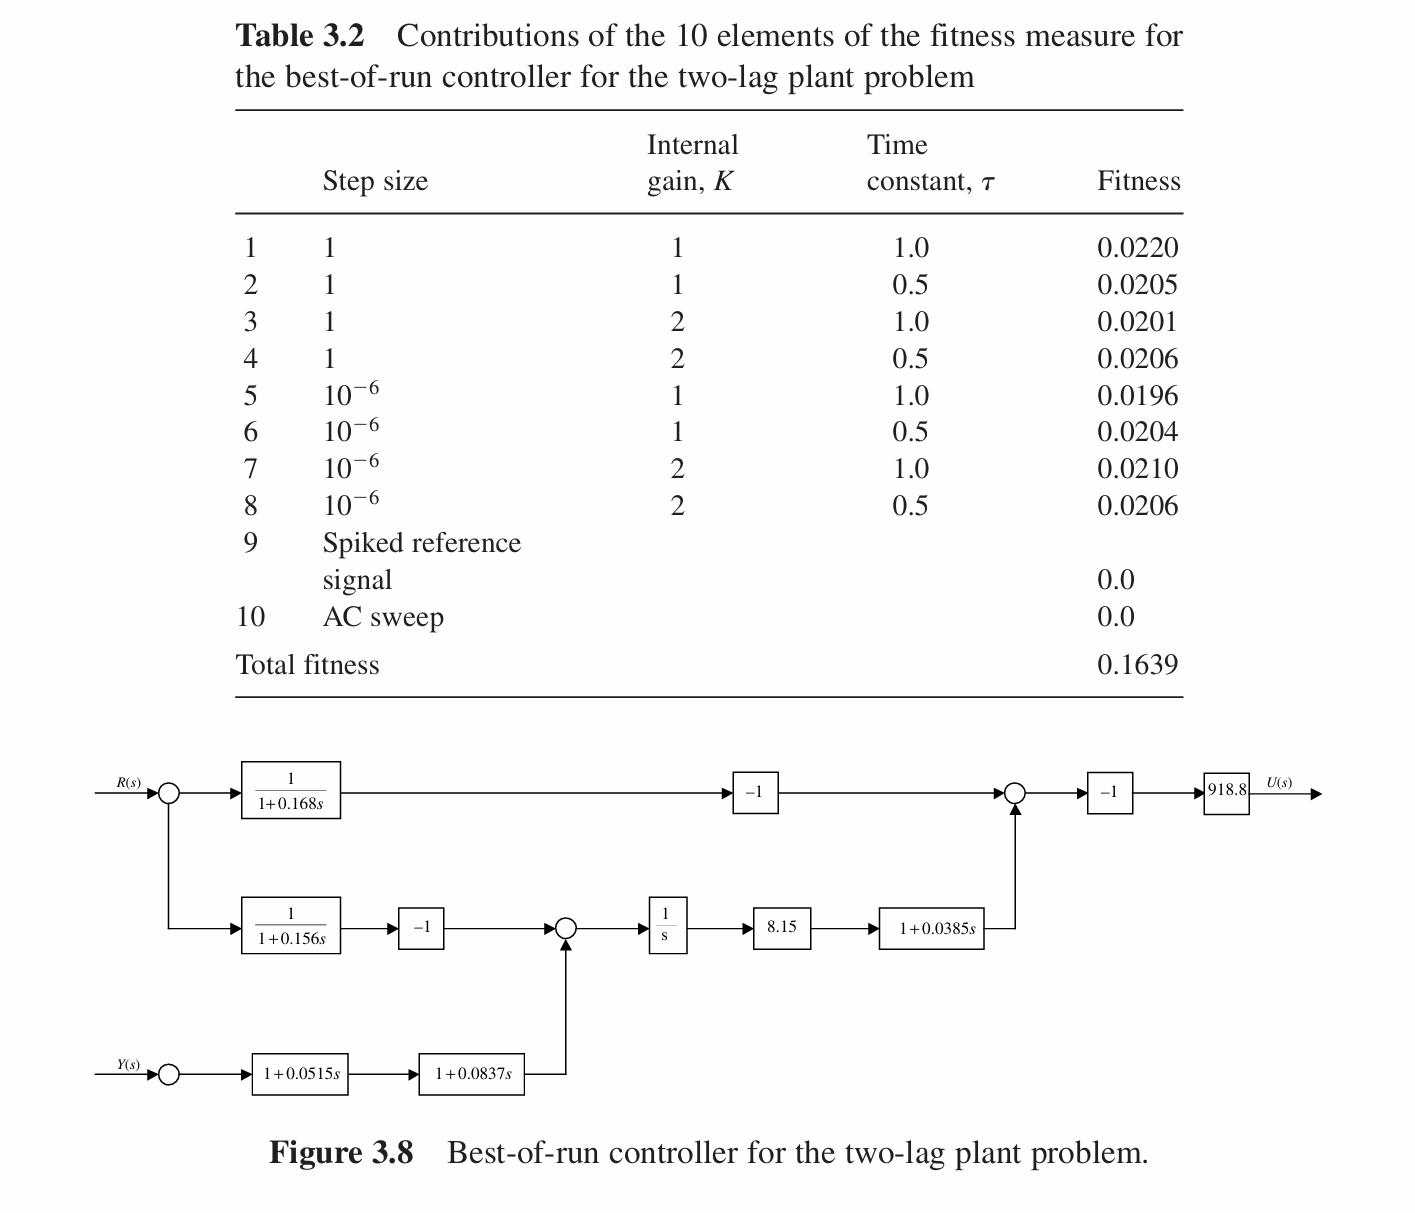 Table 3.2 Contributions of the 10 elements of the fitness measure for
the best-of-run controller for the two-lag plant problem
Internal Time
Step size gain, K constant, τ Fitness
1 1 1 1.0 0.0220
2 1 1 0.5 0.0205
3 1 2 1.0 0.0201
4 1 2 0.5 0.0206
5 10⁻⁶ 1 1.0 0.0196
6 10⁻⁶ 1 0.5 0.0204
7 10⁻⁶ 2 1.0 0.0210
8 10⁻⁶ 2 0.5 0.0206
9 Spiked reference
signal 0.0
10 AC sweep 0.0
Total fitness 0.1639
R(s)
1
1+0.168s
−1
−1
918.8
U(s)
1
1+0.156s
−1
1
s
8.15
1+0.0385s
Y(s)
1+0.0515s
1+0.0837s
Figure 3.8 Best-of-run controller for the two-lag plant problem.